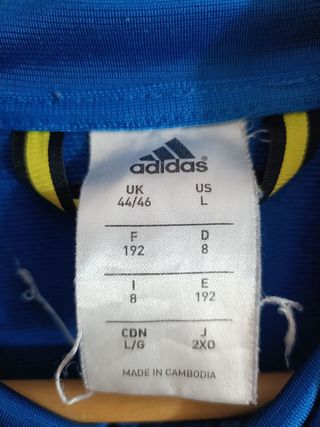 adidas®
UK US
44/46 L
F D
192 8
I E
8 192
CDN J
L/G 2XO
MADE IN CAMBODIA